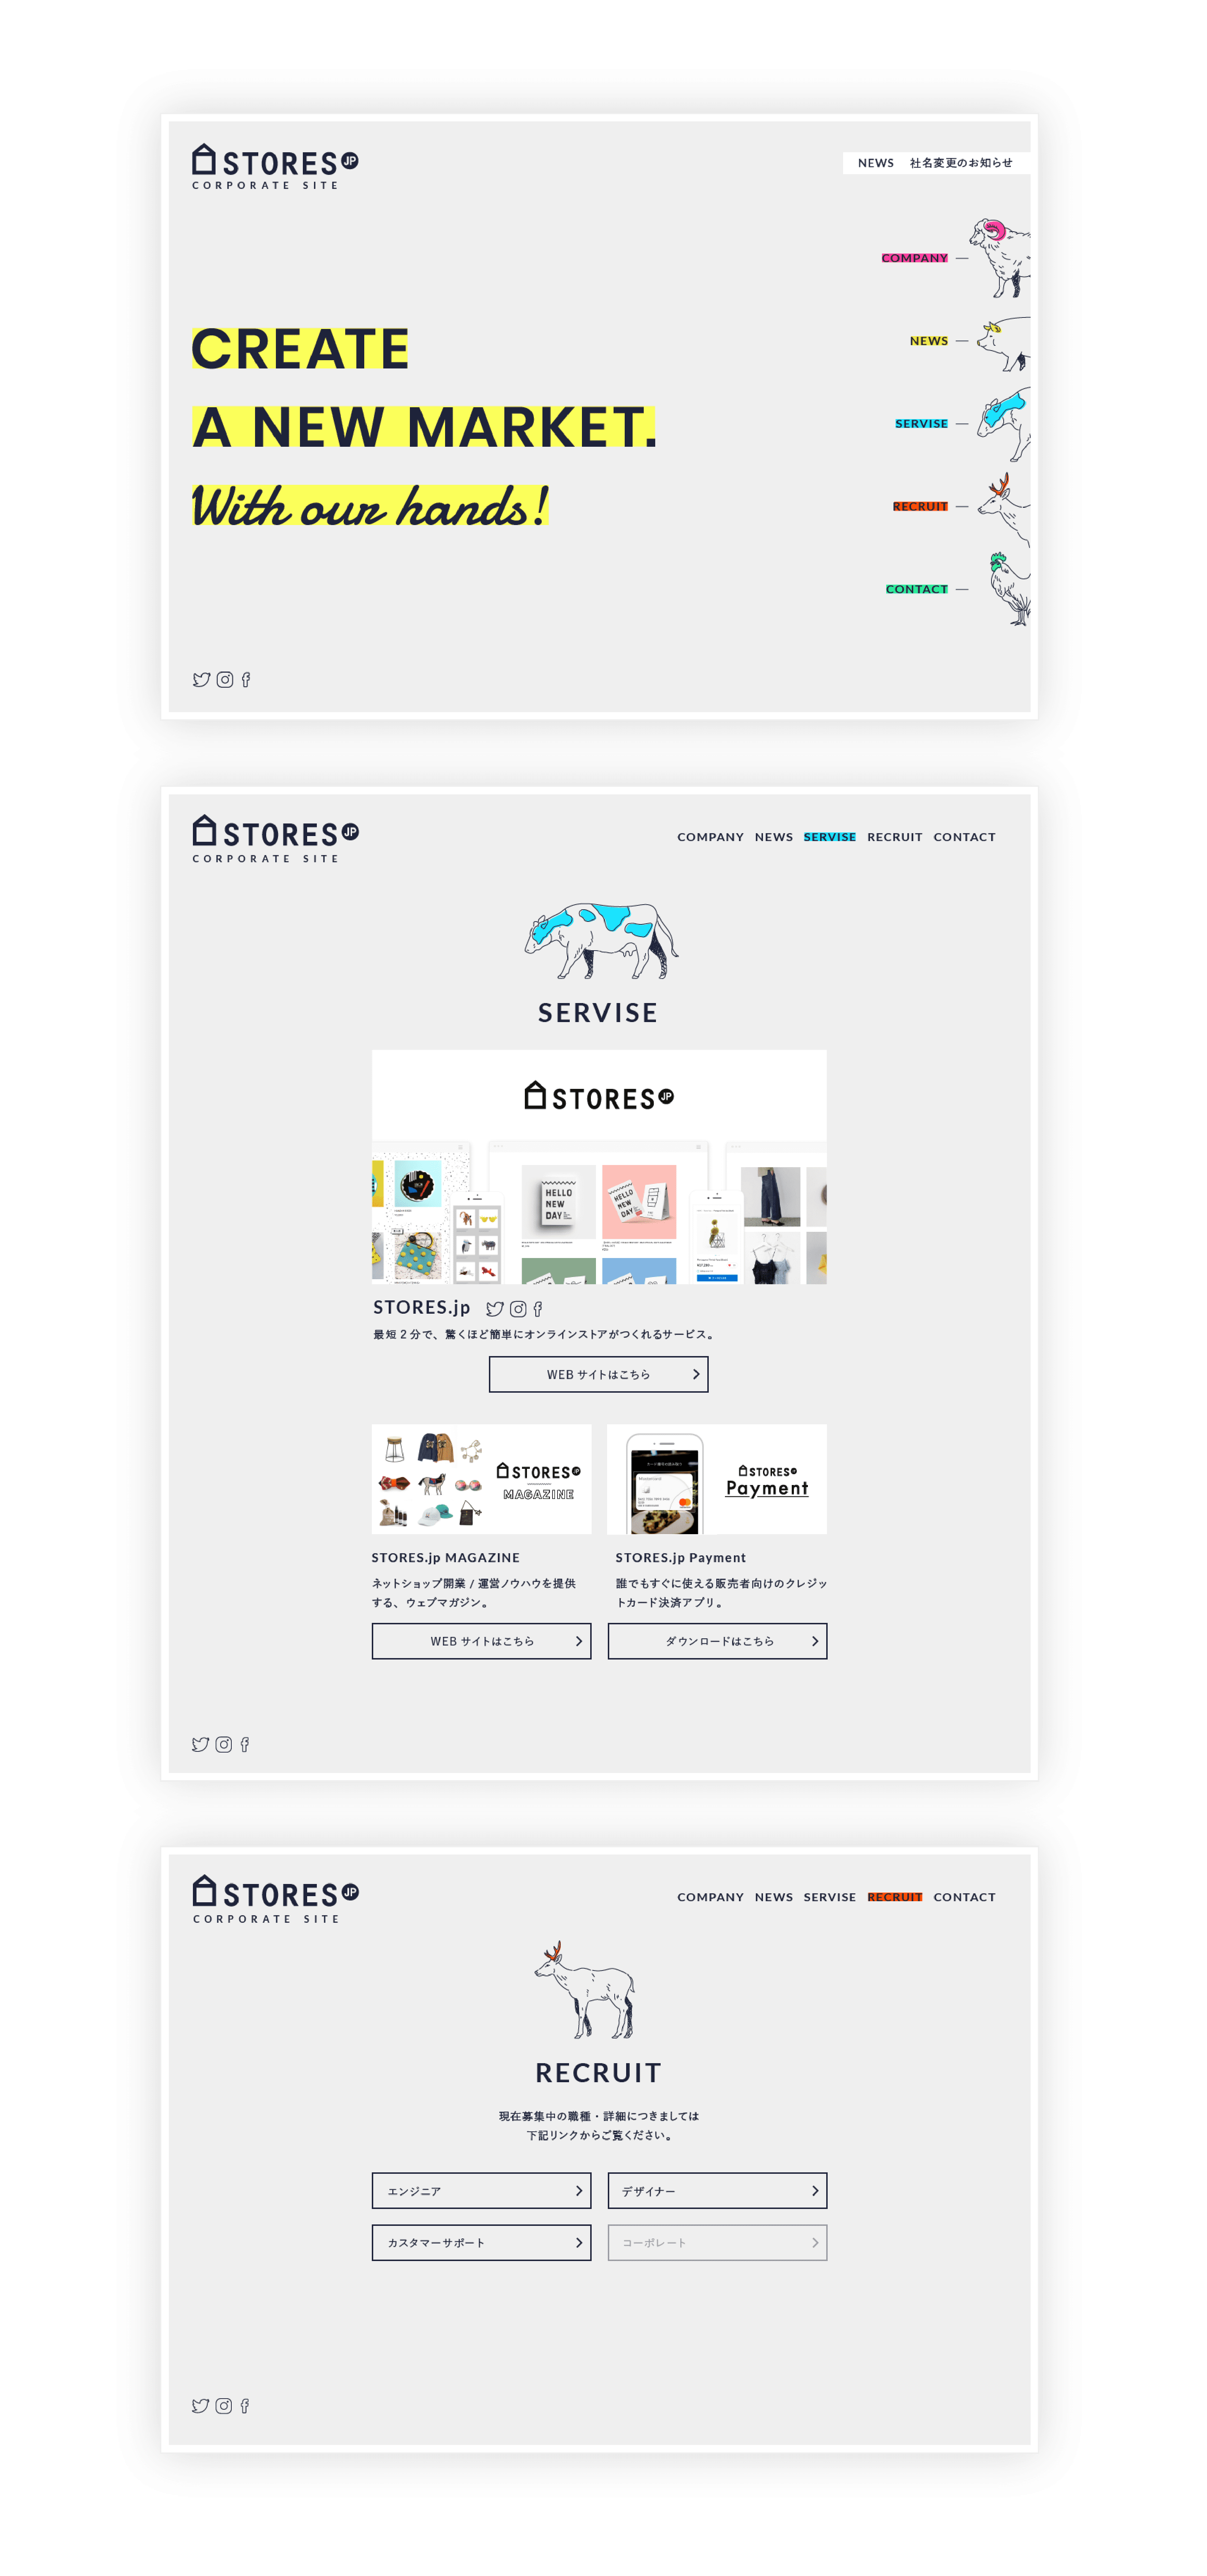 STORES JP
CORPORATE SITE
NEWS 社名変更のお知らせ
COMPANY
CREATE
NEWS
A NEW MARKET.
SERVISE
With our hands!
RECRUIT
CONTACT
STORES JP
CORPORATE SITE
COMPANY NEWS SERVISE RECRUIT CONTACT
SERVISE
STORES JP
HELLO
NEW
DAY
HELLO
NEW
DAY
STORES.jp
最短2分で、驚くほど簡単にオンラインストアがつくれるサービス。
WEB サイトはこちら
STORES JP
MAGAZINE
STORES
Payment
STORES.jp MAGAZINE
ネットショップ開業 / 運営ノウハウを提供
する、ウェブマガジン。
WEB サイトはこちら
STORES.jp Payment
誰でもすぐに使える販売者向けのクレジッ
トカード決済アプリ。
ダウンロードはこちら
STORES JP
CORPORATE SITE
COMPANY NEWS SERVISE RECRUIT CONTACT
RECRUIT
現在募集中の職種・詳細につきましては
下記リンクからご覧ください。
エンジニア
デザイナー
カスタマーサポート
コーポレート